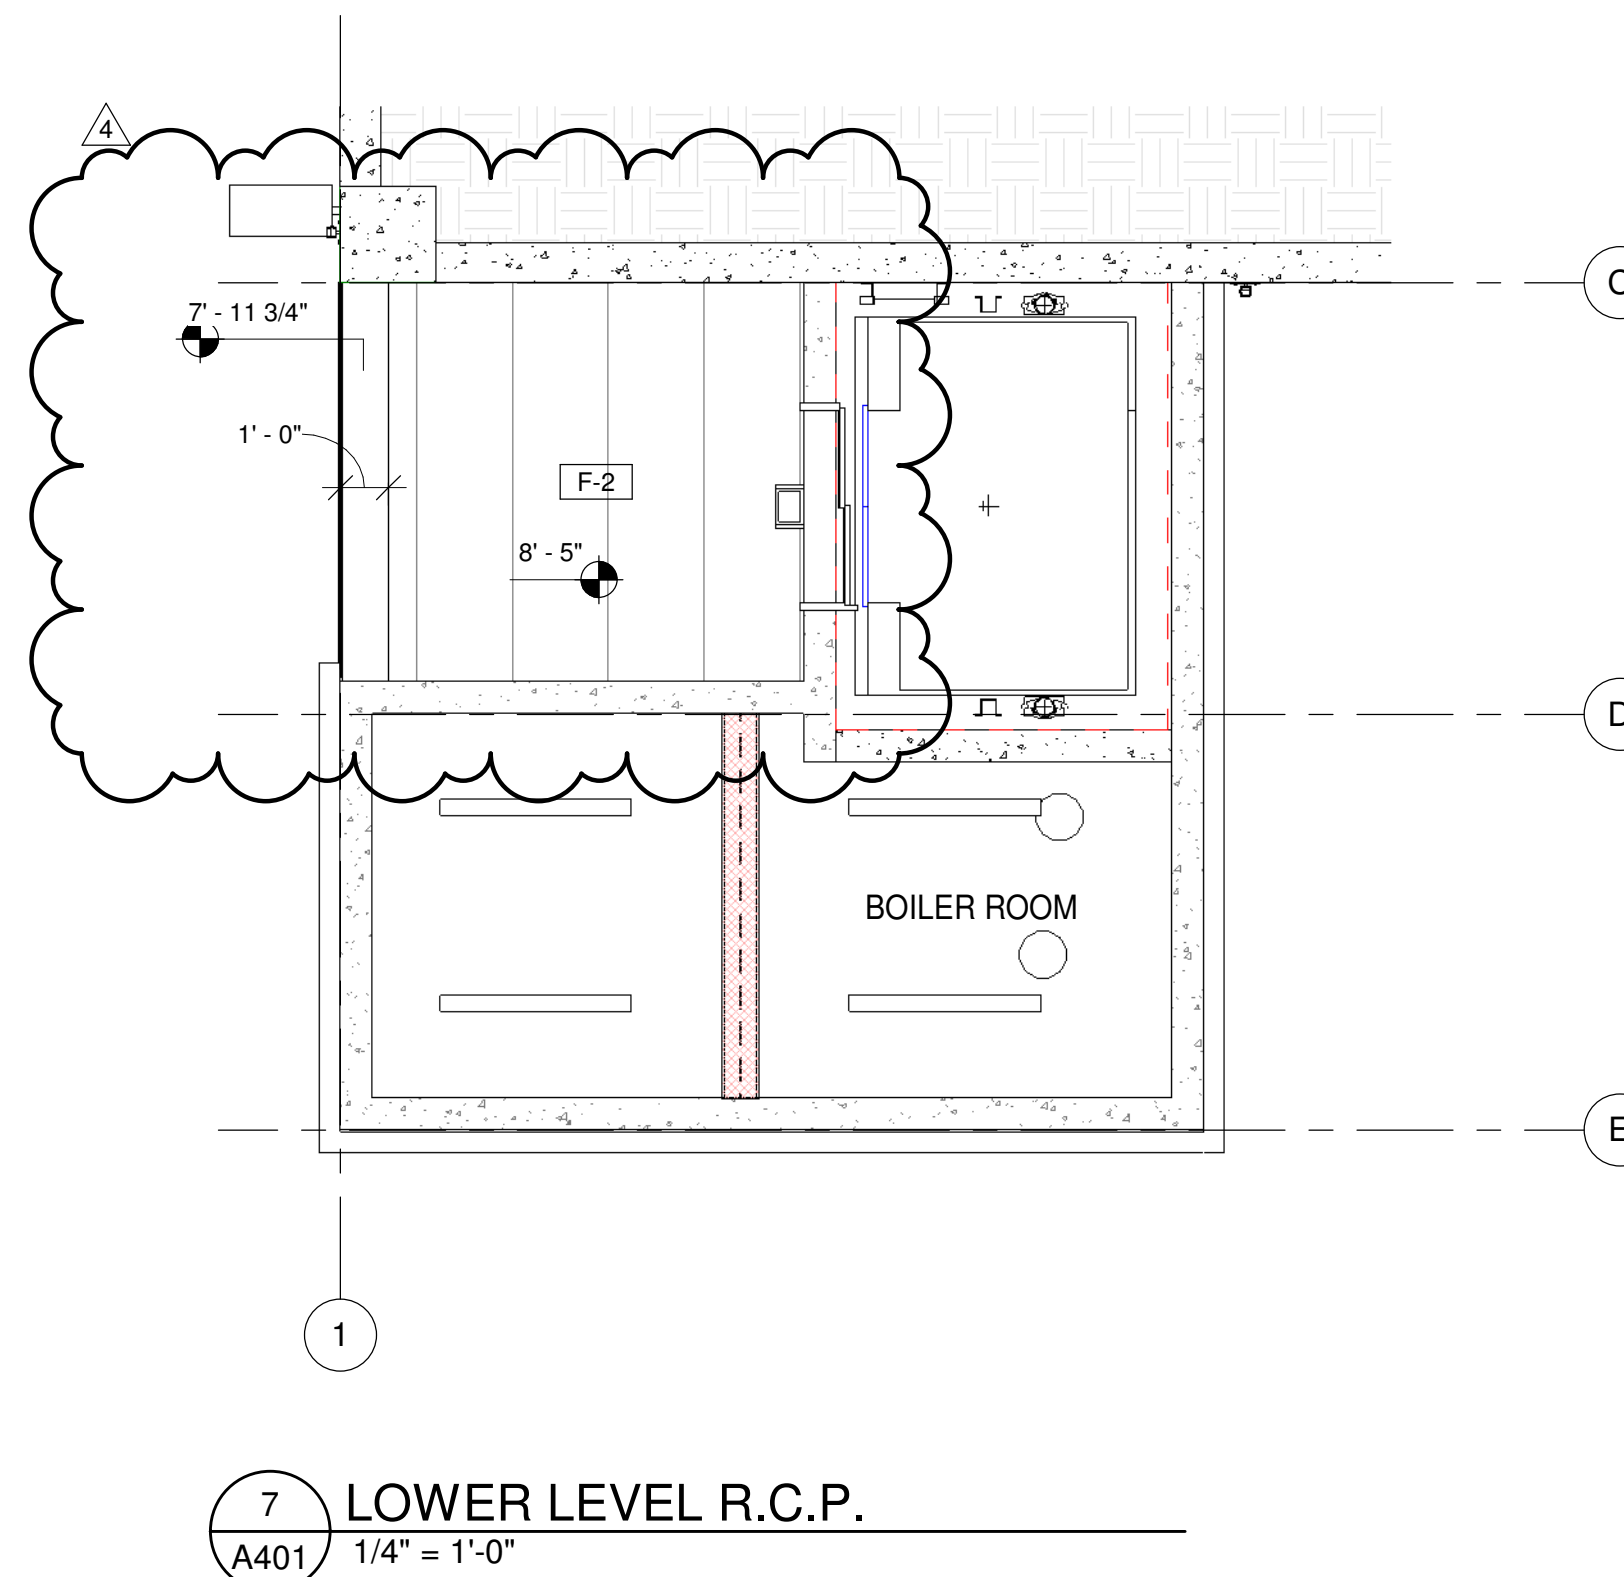 4
7' - 11 3/4"
1' - 0"
F-2
8' - 5"
C
D
BOILER ROOM
E
1
7
LOWER LEVEL R.C.P.
A401
1/4" = 1'-0"